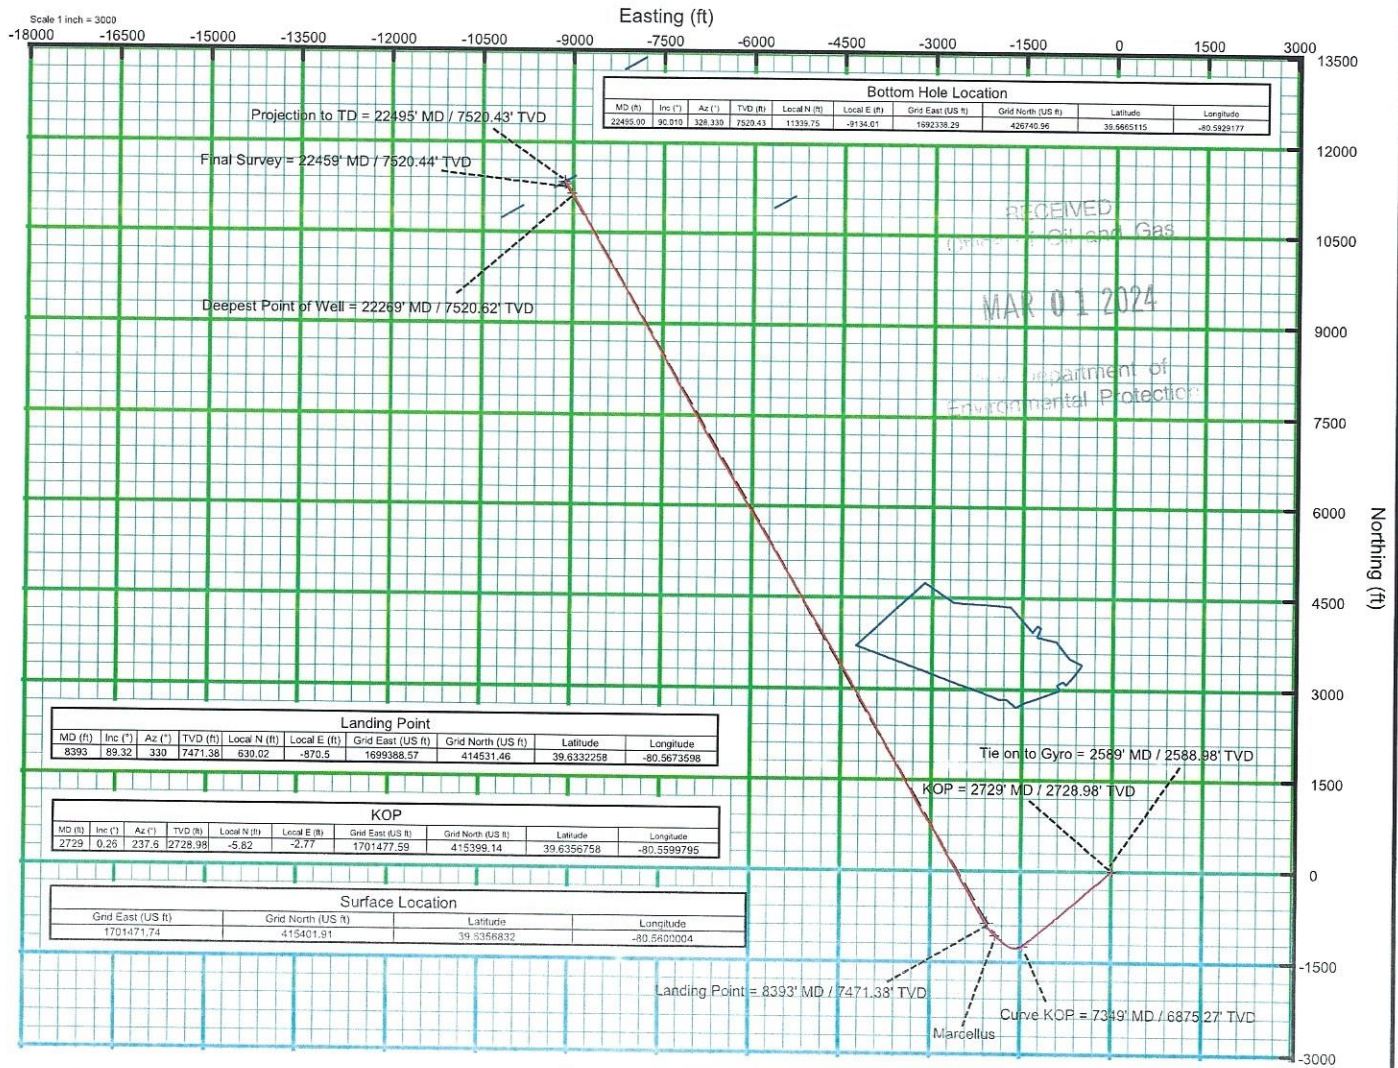 Easting (ft)
Scale 1 inch = 3000
-18000 -16500 -15000 -13500 -12000 -10500 -9000 -7500 -6000 -4500 -3000 -1500 0 1500 3000
13500
Bottom Hole Location
MD (ft) Inc (°) Az (°) TVD (ft) Local N (ft) Local E (ft) Grid East (US ft) Grid North (US ft) Latitude Longitude
22495.00 90.010 328.330 7520.43 11339.75 -9134.01 1692338.29 426740.96 39.6665115 -80.5929177
Projection to TD = 22495' MD / 7520.43' TVD
12000
Final Survey = 22459' MD / 7520.44' TVD
RECEIVED
Office of Oil and Gas
10500
MAR 01 2024
Deepest Point of Well = 22269' MD / 7520.62' TVD
9000
Department of
Environmental Protection
7500
6000
Northing (ft)
4500
3000
Landing Point
MD (ft) Inc (°) Az (°) TVD (ft) Local N (ft) Local E (ft) Grid East (US ft) Grid North (US ft) Latitude Longitude
8393 89.32 330 7471.38 630.02 -870.5 1699388.57 414531.46 39.6332258 -80.5673598
Tie on to Gyro = 2589' MD / 2588.98' TVD
1500
KOP = 2729' MD / 2728.98' TVD
KOP
MD (ft) Inc (°) Az (°) TVD (ft) Local N (ft) Local E (ft) Grid East (US ft) Grid North (US ft) Latitude Longitude
2729 0.26 237.6 2728.98 -5.82 -2.77 1701477.59 415399.14 39.6356758 -80.5599795
0
Surface Location
Grid East (US ft) Grid North (US ft) Latitude Longitude
1701471.74 415401.91 39.6356832 -80.5600004
-1500
Landing Point = 8393' MD / 7471.38' TVD
Curve KOP = 7349' MD / 6875.27' TVD
Marcellus
-3000